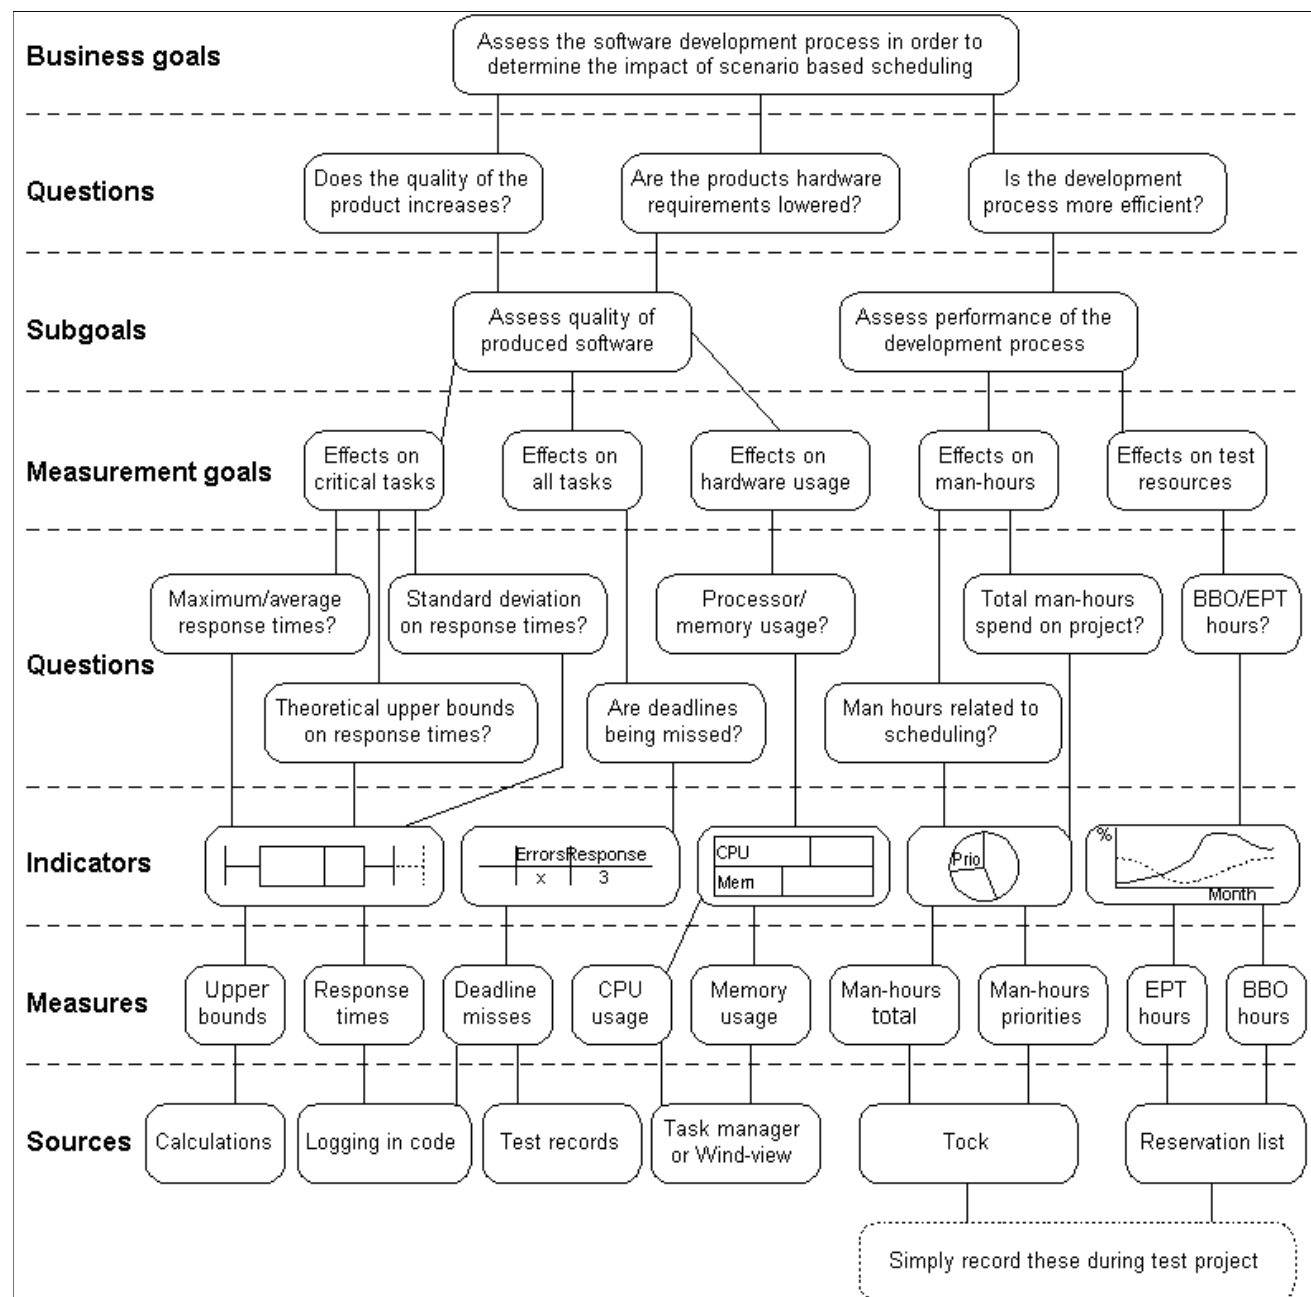 Business goals
Assess the software development process in order to
determine the impact of scenario based scheduling
Questions
Does the quality of the
product increases?
Are the products hardware
requirements lowered?
Is the development
process more efficient?
Subgoals
Assess quality of
produced software
Assess performance of the
development process
Measurement goals
Effects on
critical tasks
Effects on
all tasks
Effects on
hardware usage
Effects on
man-hours
Effects on test
resources
Questions
Maximum/average
response times?
Standard deviation
on response times?
Processor/
memory usage?
Total man-hours
spend on project?
BBO/EPT
hours?
Theoretical upper bounds
on response times?
Are deadlines
being missed?
Man hours related to
scheduling?
Indicators
Errors
Response
x
3
CPU
Mem
Prio
%
Month
Measures
Upper
bounds
Response
times
Deadline
misses
CPU
usage
Memory
usage
Man-hours
total
Man-hours
priorities
EPT
hours
BBO
hours
Sources
Calculations
Logging in code
Test records
Task manager
or Wind-view
Tock
Reservation list
Simply record these during test project